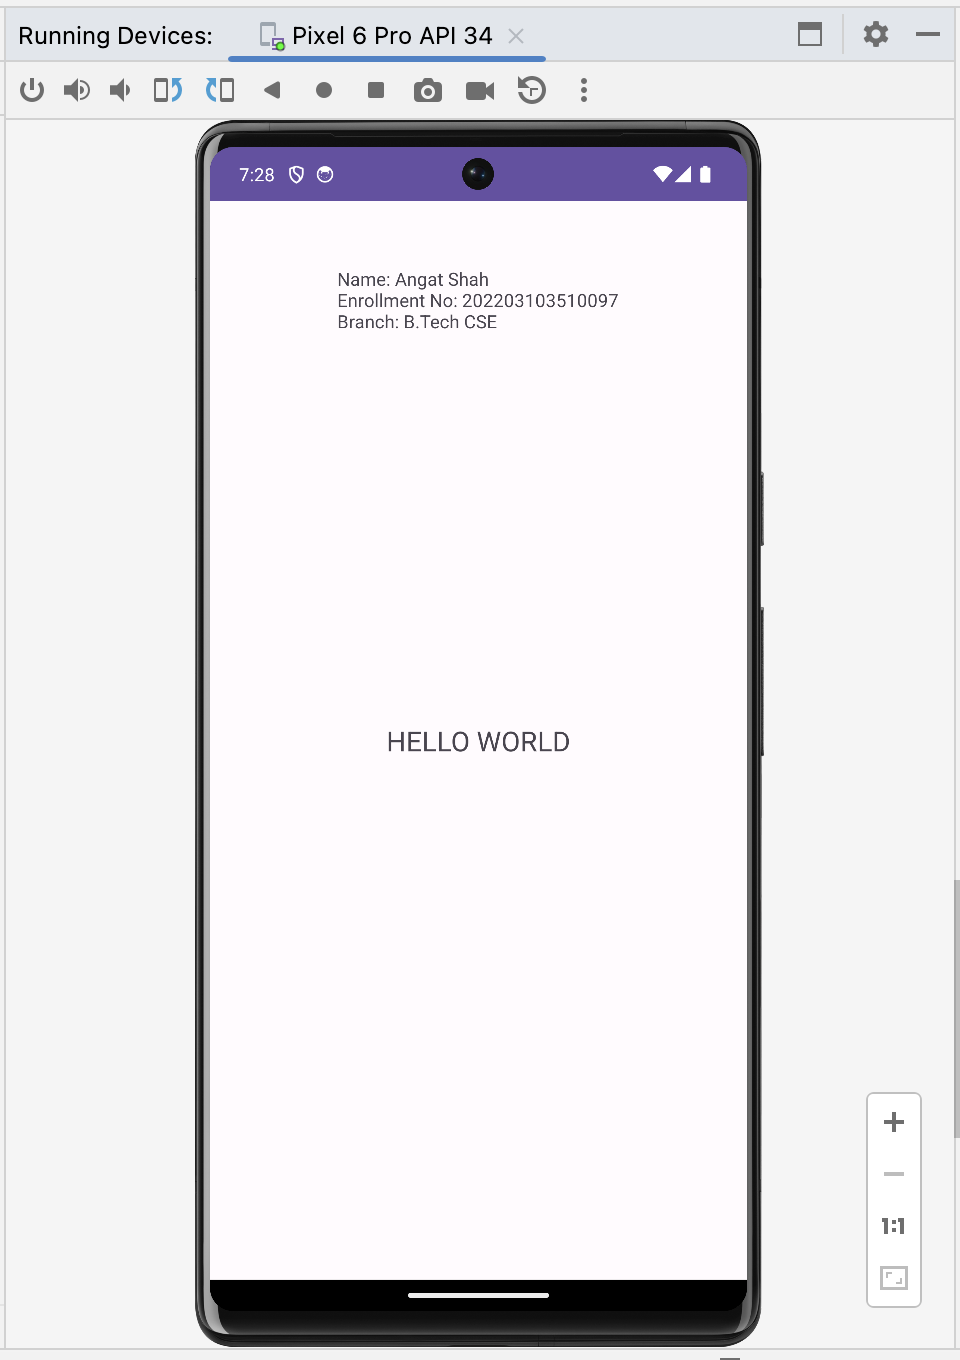 Running Devices: Pixel 6 Pro API 34
7:28
Name: Angat Shah
Enrollment No: 202203103510097
Branch: B.Tech CSE
HELLO WORLD
1:1